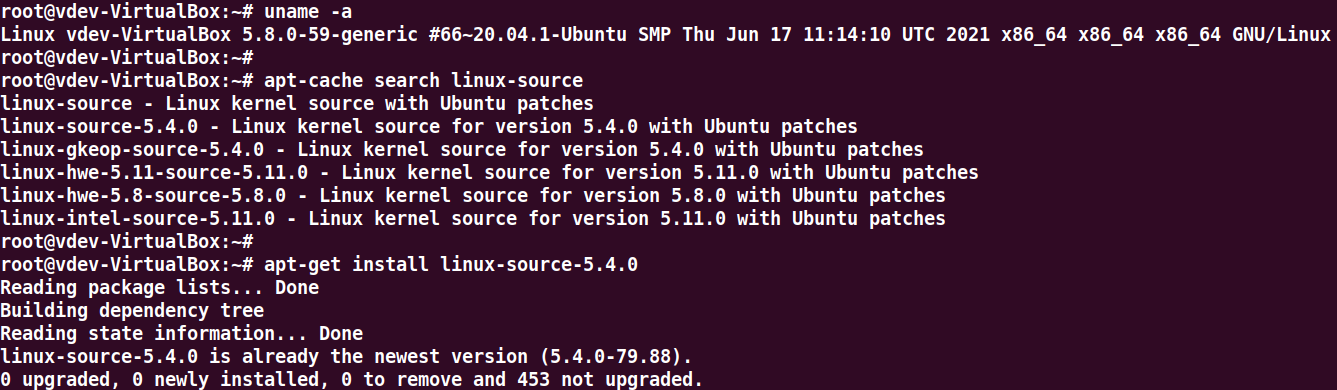 root@vdev-VirtualBox:~# uname -a
Linux vdev-VirtualBox 5.8.0-59-generic #66~20.04.1-Ubuntu SMP Thu Jun 17 11:14:10 UTC 2021 x86_64 x86_64 x86_64 GNU/Linux
root@vdev-VirtualBox:~#
root@vdev-VirtualBox:~# apt-cache search linux-source
linux-source - Linux kernel source with Ubuntu patches
linux-source-5.4.0 - Linux kernel source for version 5.4.0 with Ubuntu patches
linux-gkeop-source-5.4.0 - Linux kernel source for version 5.4.0 with Ubuntu patches
linux-hwe-5.11-source-5.11.0 - Linux kernel source for version 5.11.0 with Ubuntu patches
linux-hwe-5.8-source-5.8.0 - Linux kernel source for version 5.8.0 with Ubuntu patches
linux-intel-source-5.11.0 - Linux kernel source for version 5.11.0 with Ubuntu patches
root@vdev-VirtualBox:~#
root@vdev-VirtualBox:~# apt-get install linux-source-5.4.0
Reading package lists... Done
Building dependency tree
Reading state information... Done
linux-source-5.4.0 is already the newest version (5.4.0-79.88).
0 upgraded, 0 newly installed, 0 to remove and 453 not upgraded.